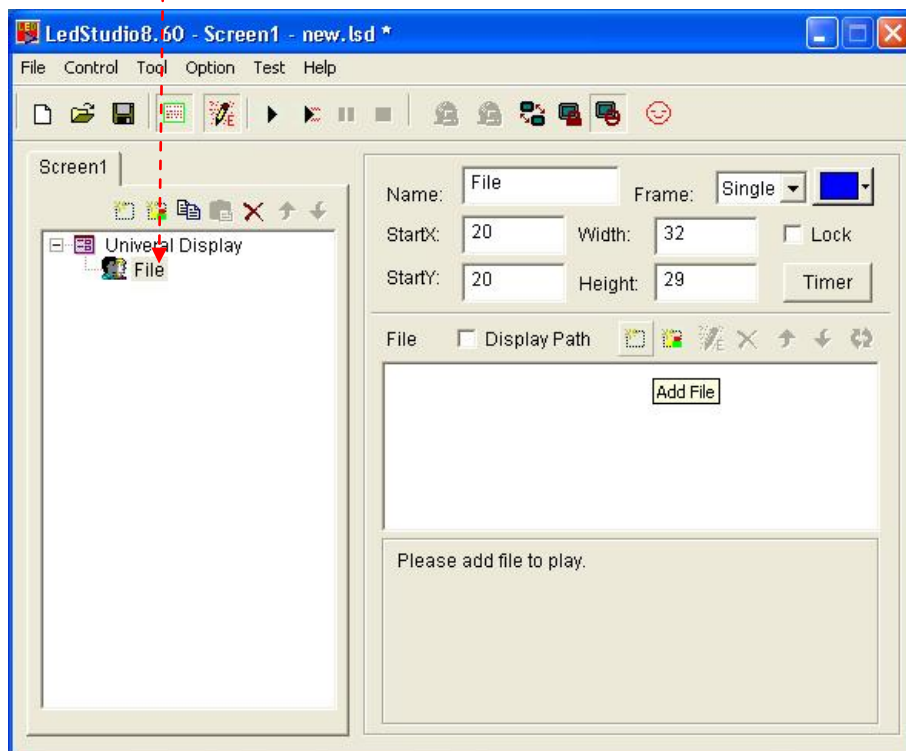 LedStudio8.60 - Screen1 - new.lsd *
File Control Tool Option Test Help
Screen1
Univeral Display
File
Name: File Frame: Single
StartX: 20 Width: 32 Lock
StartY: 20 Height: 29 Timer
File Display Path
Add File
Please add file to play.